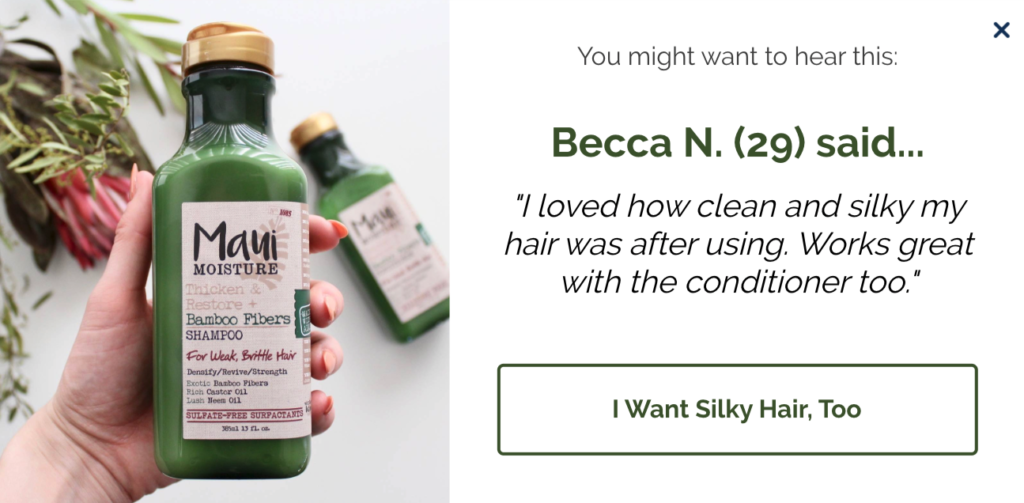 You might want to hear this:
Becca N. (29) said...
"I loved how clean and silky my
hair was after using. Works great
with the conditioner too."
I Want Silky Hair, Too
Maui
MOISTURE
Thicken &
Restore +
Bamboo Fibers
SHAMPOO
For Weak, Brittle Hair
Densify/Revive/Strength
Exotic Bamboo Fibers
Rich Castor Oil
Lush Neem Oil
SULFATE-FREE SURFACTANTS
385ml 13 fl. oz.
Maui
MOISTURE